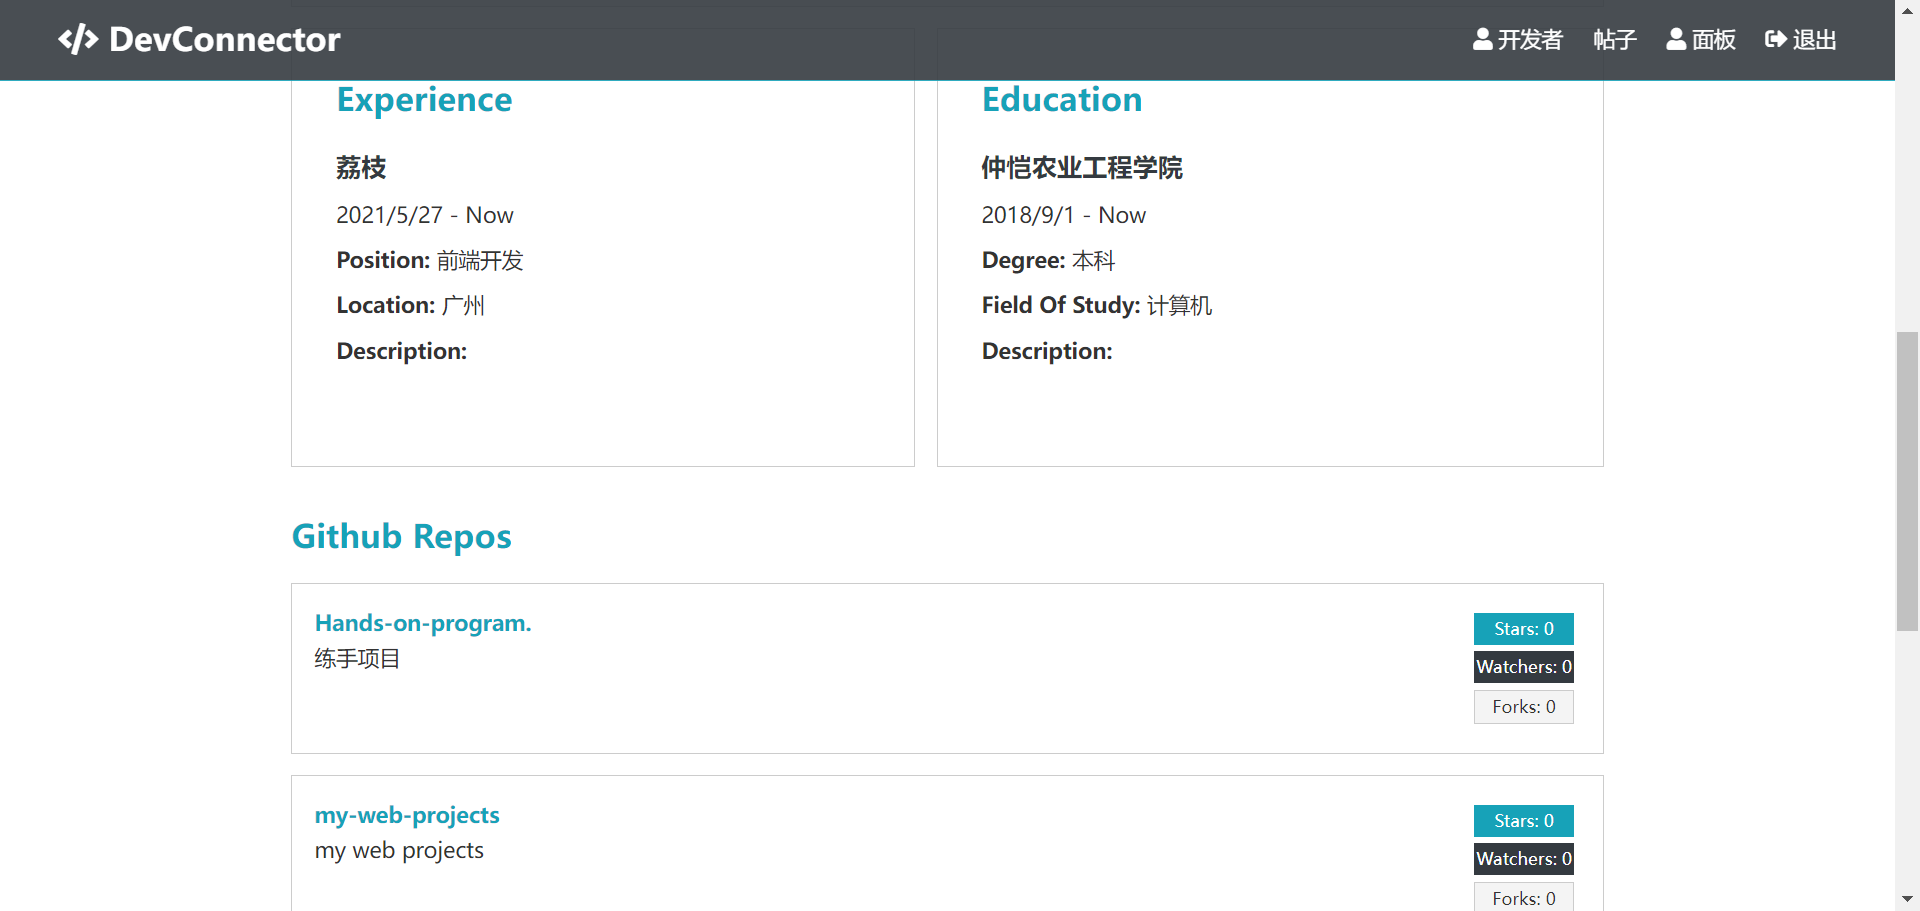 DevConnector
开发者 帖子 面板 退出
Experience
荔枝
2021/5/27 - Now
Position: 前端开发
Location: 广州
Description:
Education
仲恺农业工程学院
2018/9/1 - Now
Degree: 本科
Field Of Study: 计算机
Description:
Github Repos
Hands-on-program.
练手项目
Stars: 0
Watchers: 0
Forks: 0
my-web-projects
my web projects
Stars: 0
Watchers: 0
Forks: 0